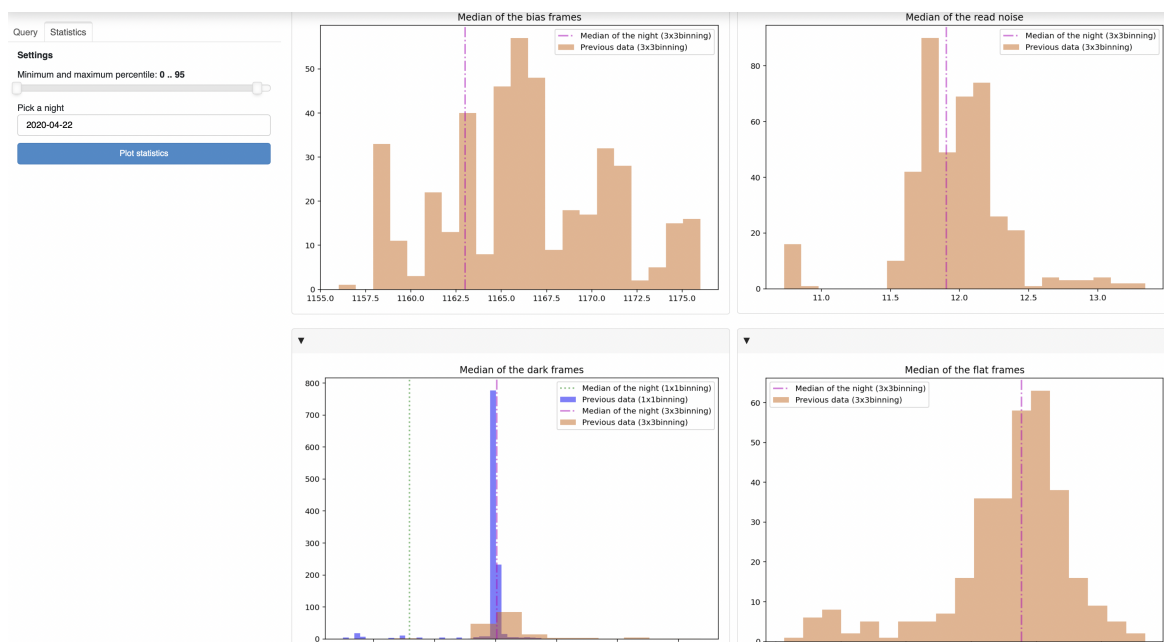 Query Statistics
Settings
Minimum and maximum percentile: 0 .. 95
Pick a night
2020-04-22
Plot statistics
Median of the bias frames
Median of the night (3x3binning)
Previous data (3x3binning)
50
40
30
20
10
0
1155.0 1157.5 1160.0 1162.5 1165.0 1167.5 1170.0 1172.5 1175.0
Median of the read noise
Median of the night (3x3binning)
Previous data (3x3binning)
80
60
40
20
0
11.0 11.5 12.0 12.5 13.0
▼
Median of the dark frames
Median of the night (1x1binning)
Previous data (1x1binning)
Median of the night (3x3binning)
Previous data (3x3binning)
800
700
600
500
400
300
200
100
0
▼
Median of the flat frames
Median of the night (3x3binning)
Previous data (3x3binning)
60
50
40
30
20
10
0